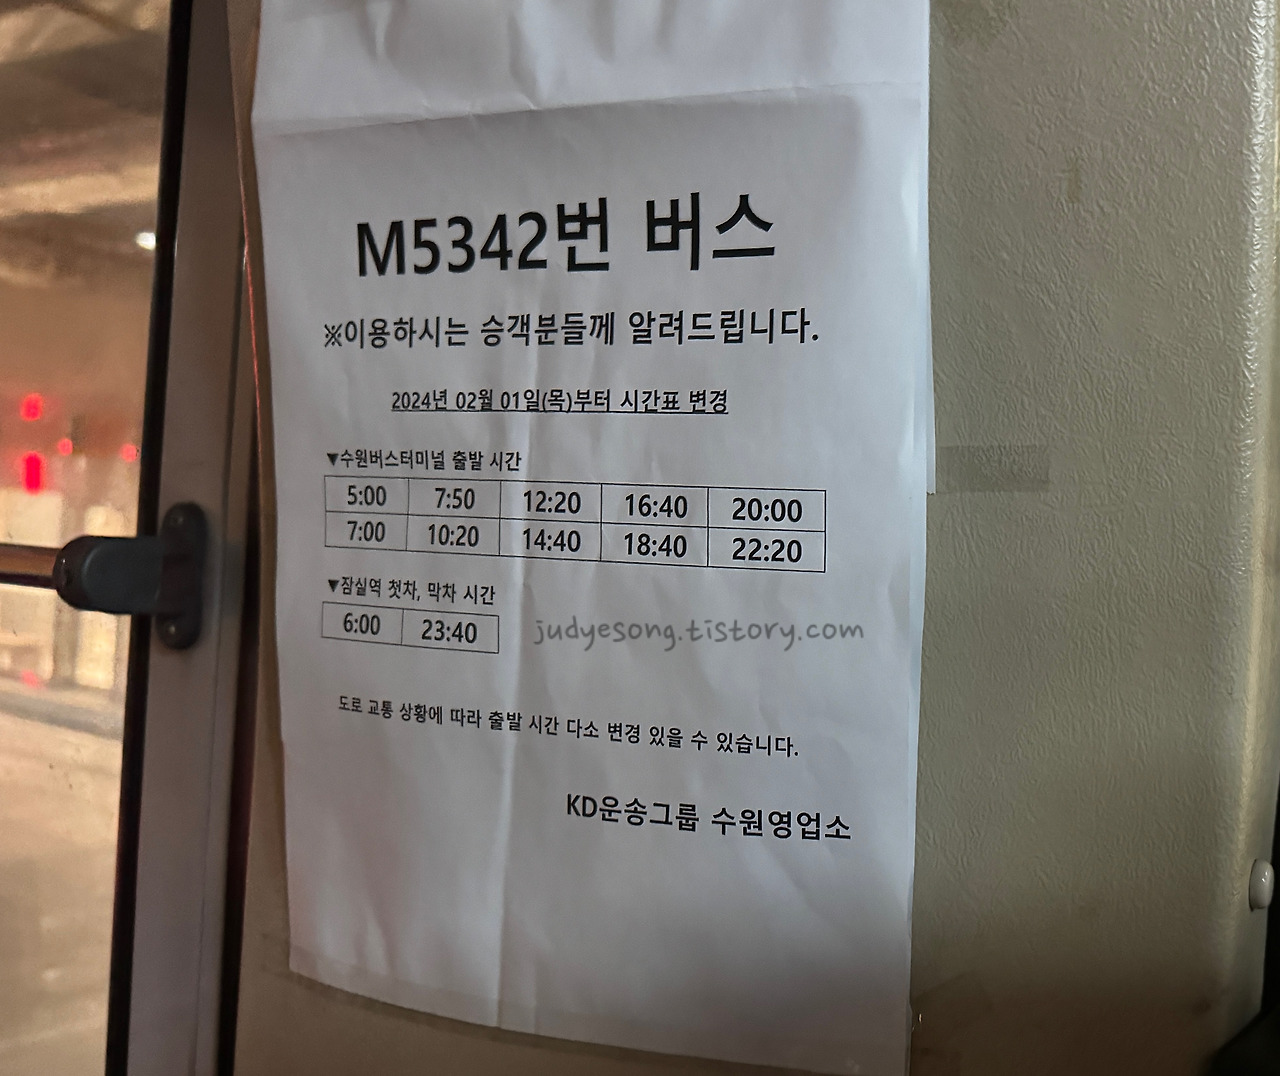 M5342번 버스
※이용하시는 승객분들께 알려드립니다.
2024년 02월 01일(목)부터 시간표 변경
▼수원버스터미널 출발 시간
5:00 7:50 12:20 16:40 20:00
7:00 10:20 14:40 18:40 22:20
▼잠실역 첫차, 막차 시간
6:00 23:40
judyesong.tistory.com
도로 교통 상황에 따라 출발 시간 다소 변경 있을 수 있습니다.
KD운송그룹 수원영업소